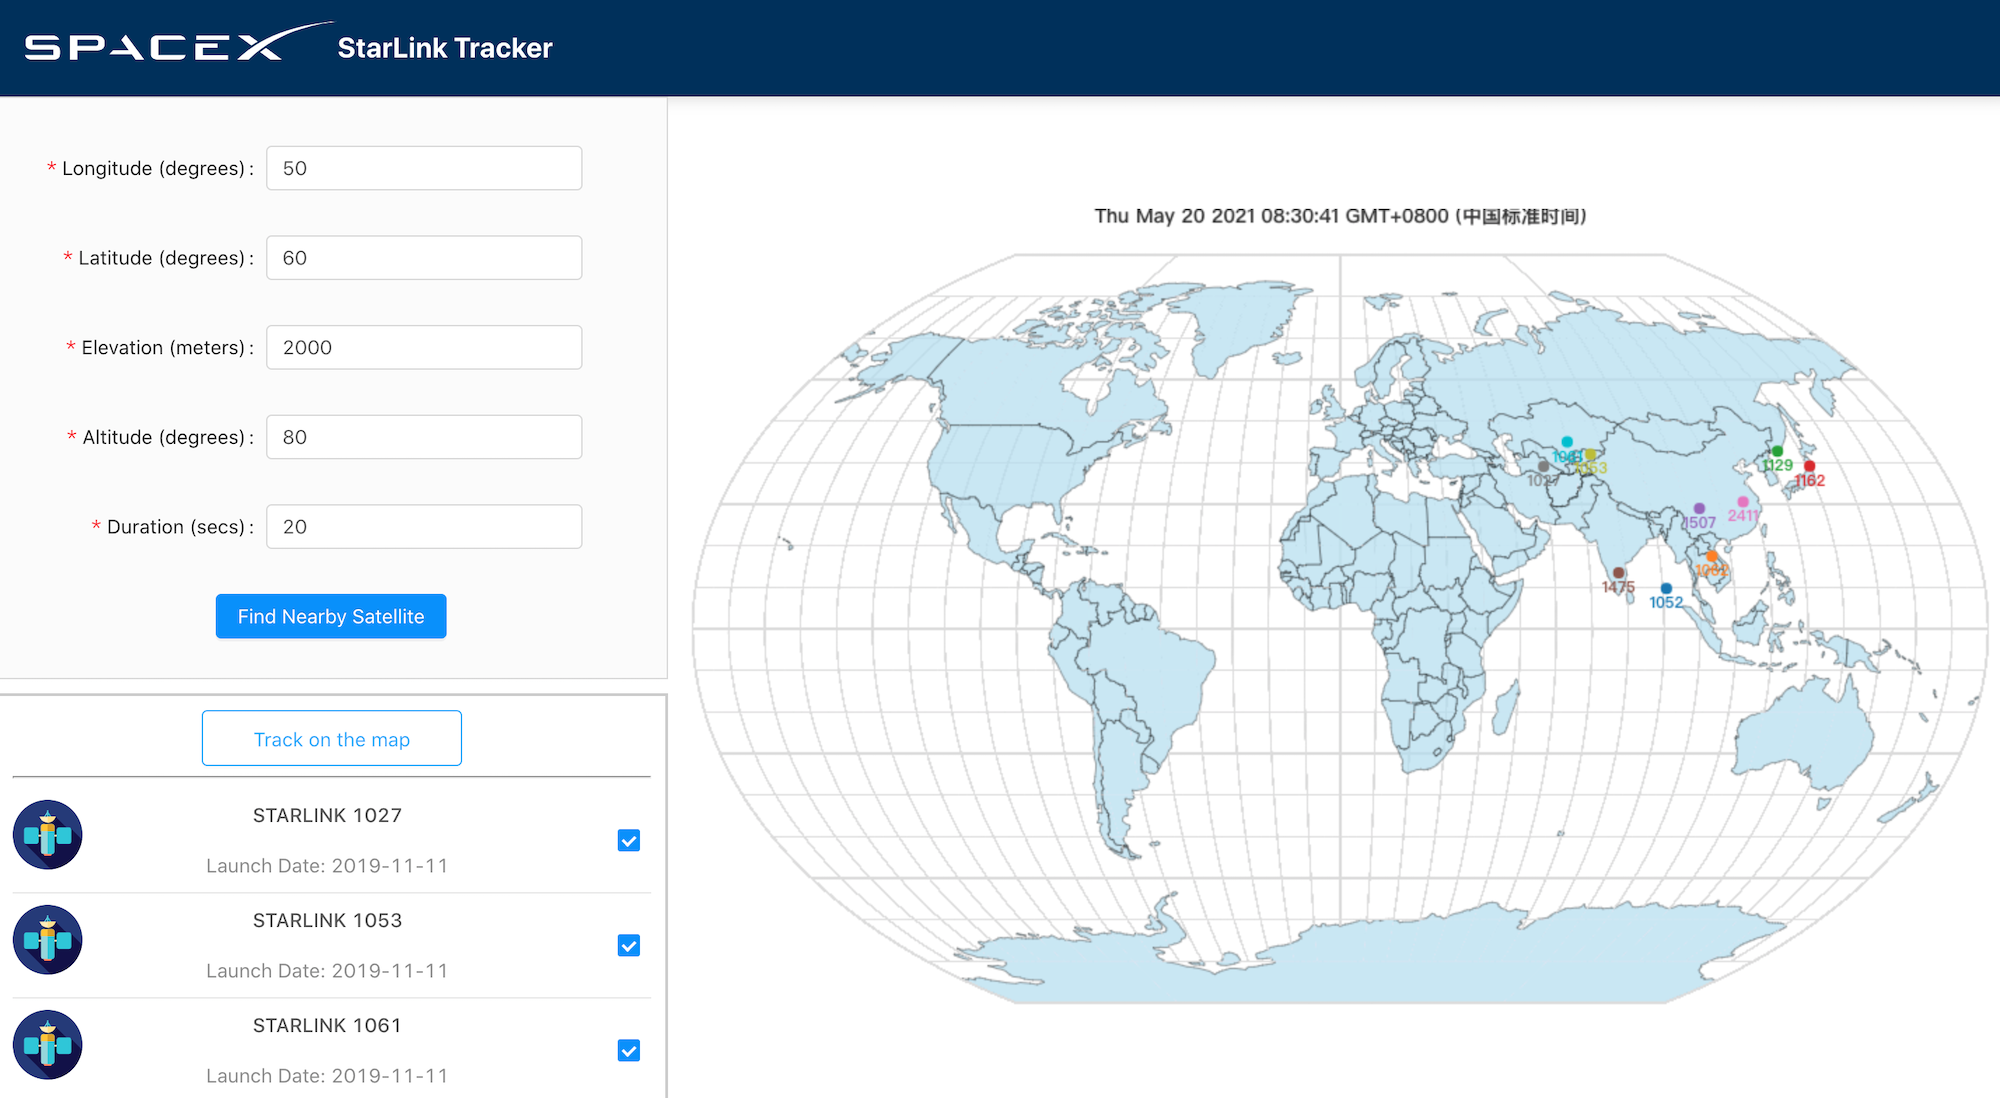 SPACEX StarLink Tracker
* Longitude (degrees) : 50
* Latitude (degrees) : 60
* Elevation (meters) : 2000
* Altitude (degrees) : 80
* Duration (secs) : 20
Find Nearby Satellite
Track on the map
STARLINK 1027
Launch Date: 2019-11-11
STARLINK 1053
Launch Date: 2019-11-11
STARLINK 1061
Launch Date: 2019-11-11
Thu May 20 2021 08:30:41 GMT+0800 (中国标准时间)
1061
1053
1027
1129
1162
1507
2411
1082
1475
1052